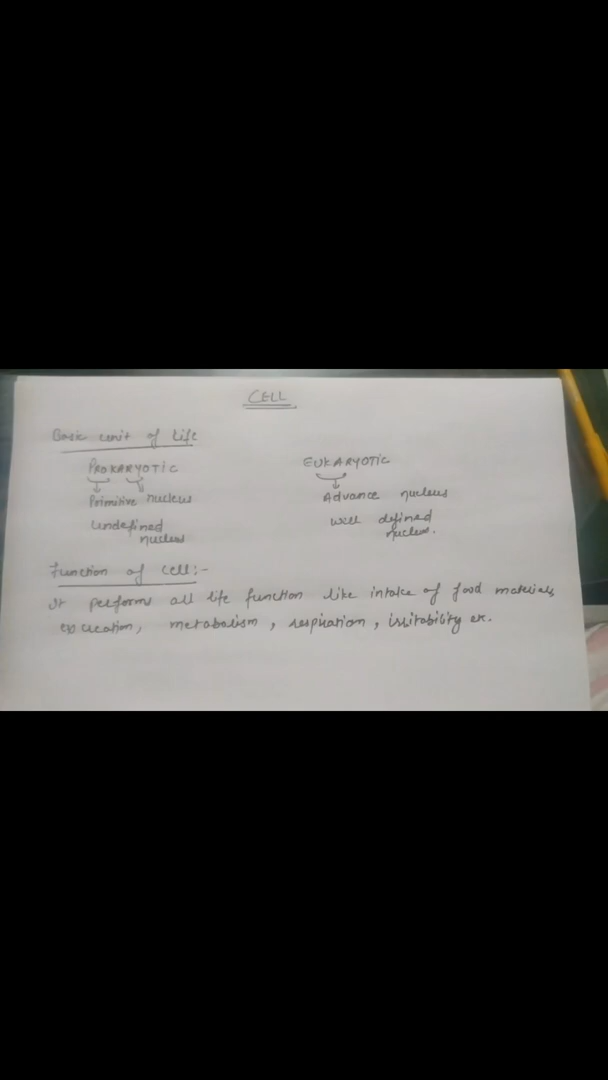 CELL
Basic unit of life
PROKARYOTIC
EUKARYOTIC
Primitive nucleus
Advance nucleus
undefined nucleus
will defined nucleus.
Function of cell:-
It performs all life function like intake of food materials,
excreation, metabolism, respiration, irritability etc.